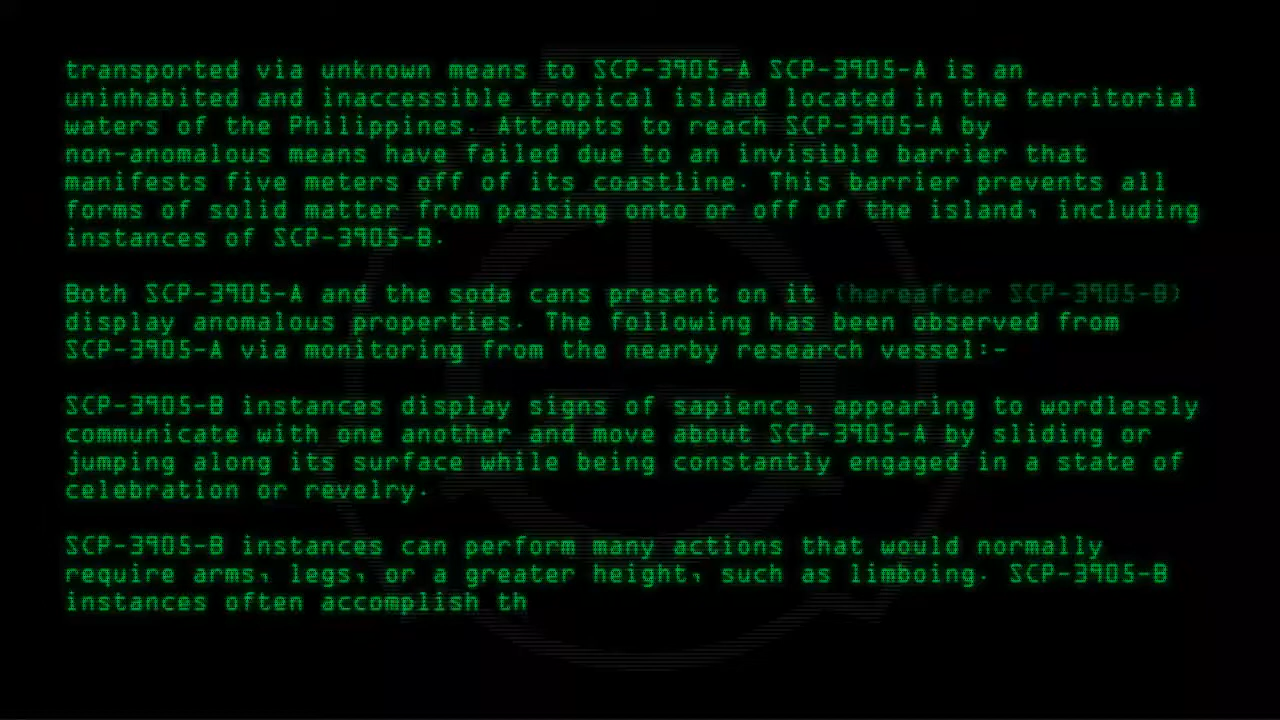 transported via unknown means to SCP-3905-A SCP-3905-A is an
uninhabited and inaccessible tropical island located in the territorial
waters of the Philippines. Attempts to reach SCP-3905-A by
non-anomalous means have failed due to an invisible barrier that
manifests five meters off of its coastline. This barrier prevents all
forms of solid matter from passing onto or off of the island, including
instances of SCP-3905-B.
Both SCP-3905-A and the soda cans present on it (hereafter SCP-3905-B)
display anomalous properties. The following has been observed from
SCP-3905-A via monitoring from the nearby research vessel:-
SCP-3905-B instances display signs of sapience, appearing to wordlessly
communicate with one another and move about SCP-3905-A by sliding or
jumping along its surface while being constantly engaged in a state of
celebration or revelry.
SCP-3905-B instances can perform many actions that would normally
require arms, legs, or a greater height, such as limboing. SCP-3905-B
instances often accomplish th